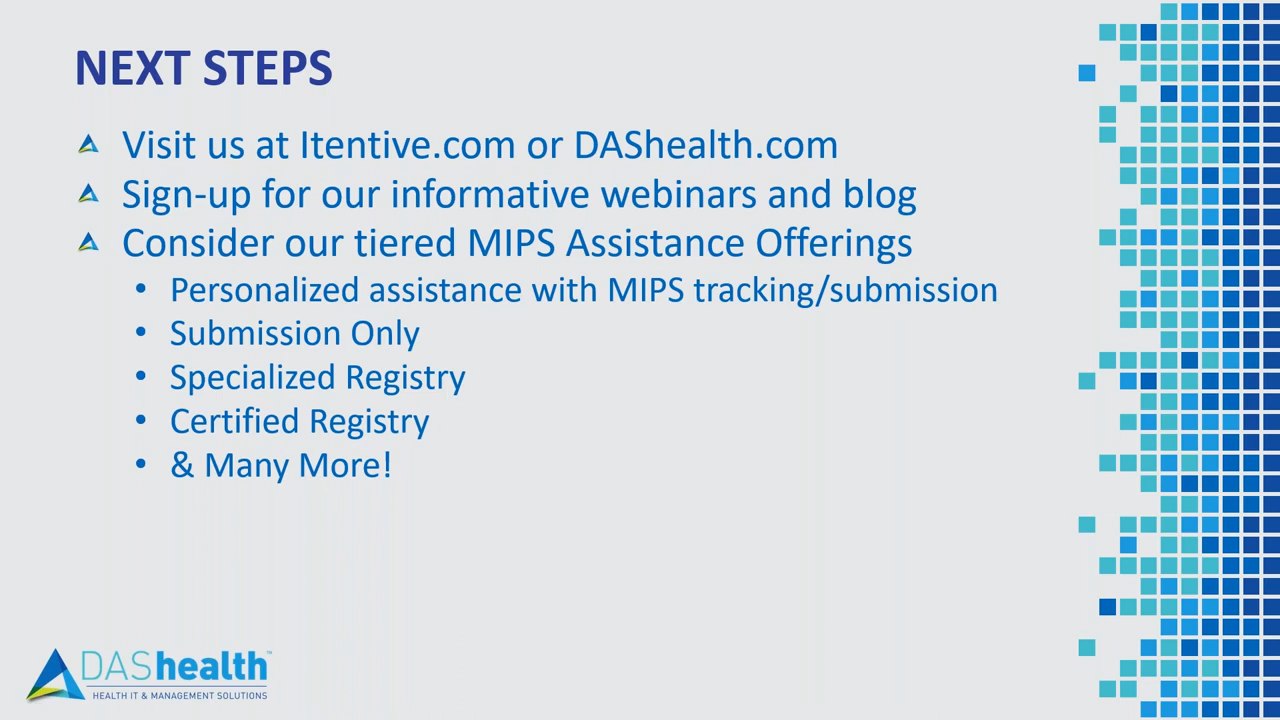 NEXT STEPS
Visit us at Itentive.com or DAShealth.com
Sign-up for our informative webinars and blog
Consider our tiered MIPS Assistance Offerings
• Personalized assistance with MIPS tracking/submission
• Submission Only
• Specialized Registry
• Certified Registry
• & Many More!
DAShealth™
HEALTH IT & MANAGEMENT SOLUTIONS